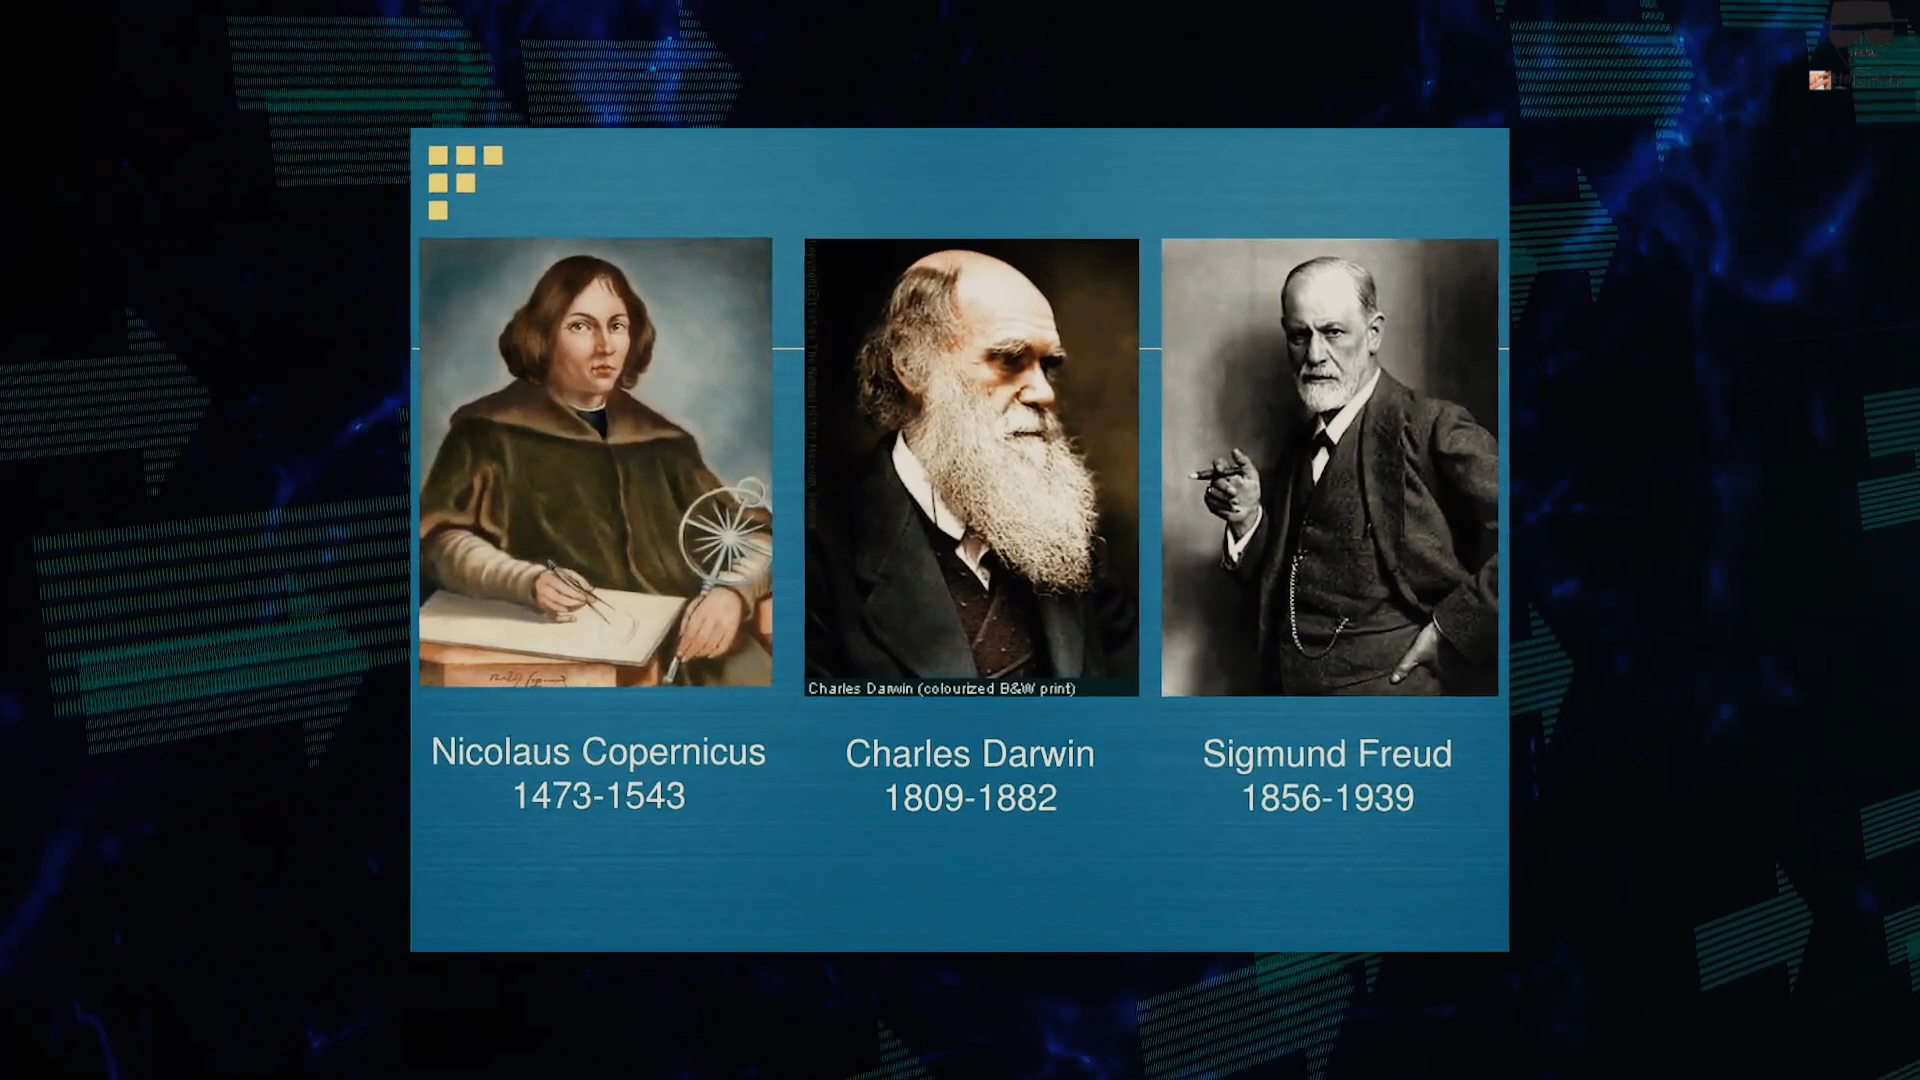 Charles Darwin (colourized B&W print)
Nicolaus Copernicus
1473-1543
Charles Darwin
1809-1882
Sigmund Freud
1856-1939